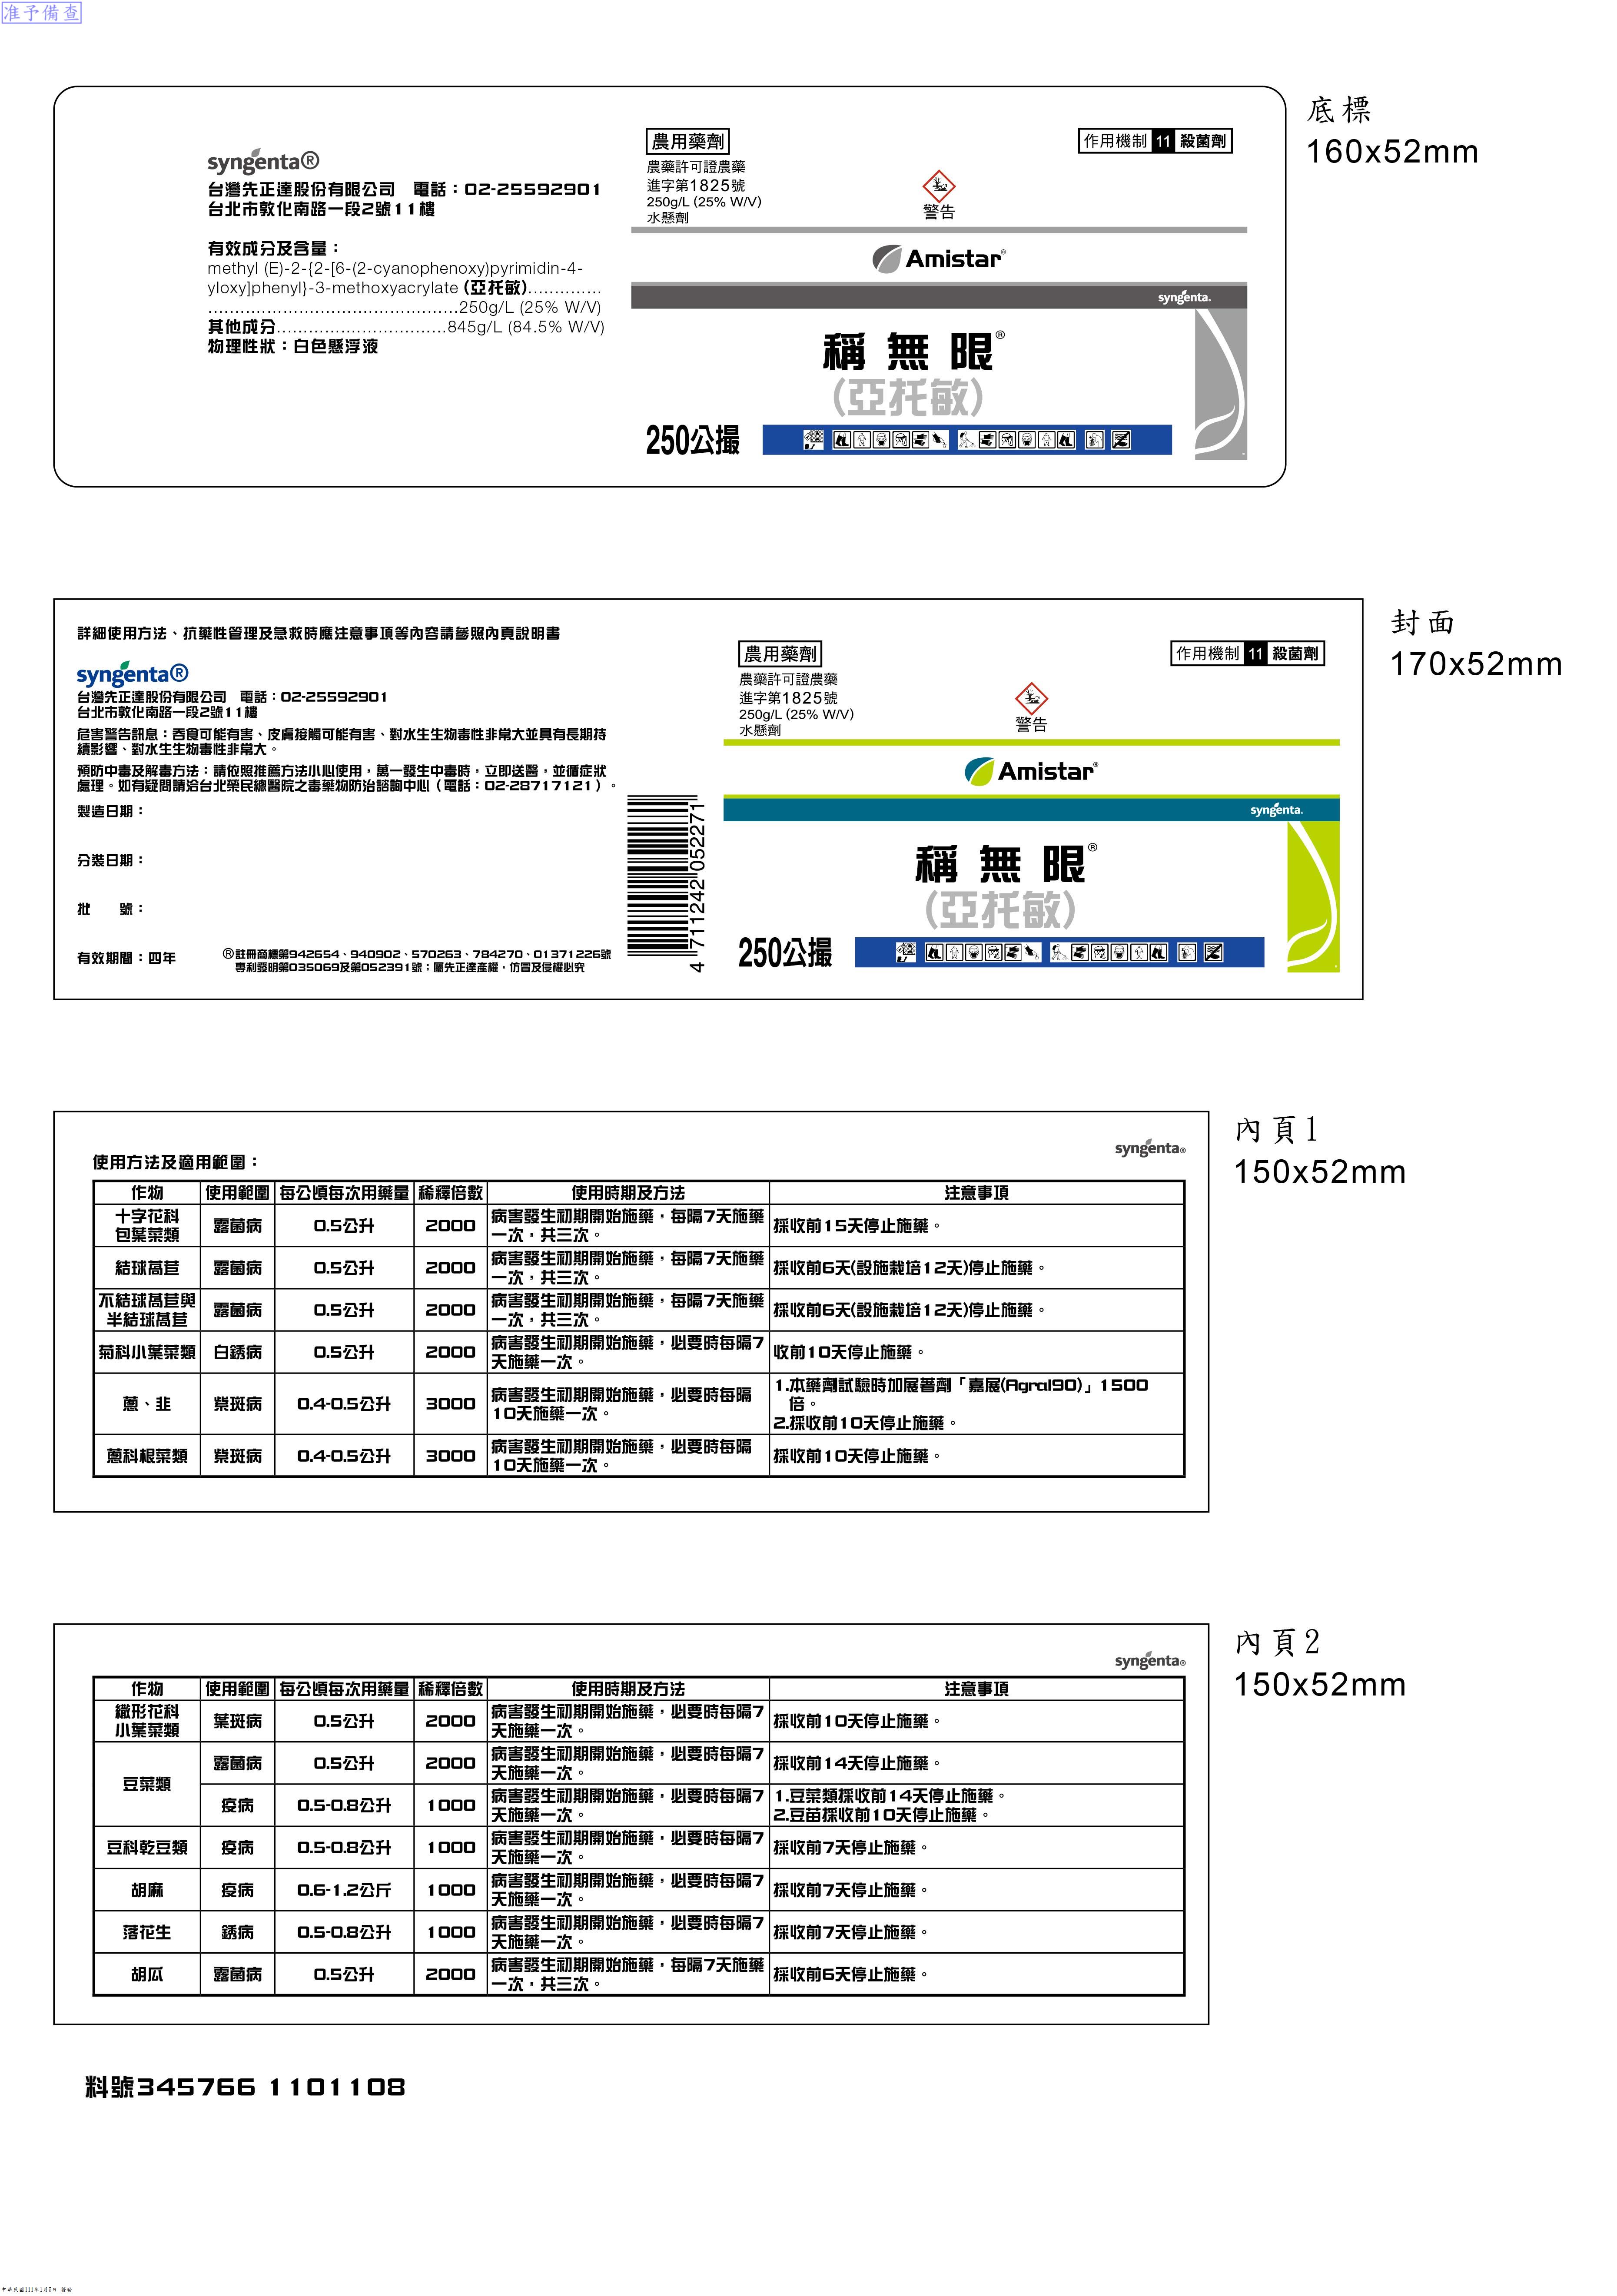 准予備查
底標
160x52mm
syngenta®
台灣先正達股份有限公司 電話：02-25592901
台北市敦化南路一段2號11樓
有效成分及含量：
methyl (E)-2-{2-[6-(2-cyanophenoxy)pyrimidin-4-
yloxy]phenyl}-3-methoxyacrylate (亞托敏)..............
...............................................250g/L (25% W/V)
其他成分................................845g/L (84.5% W/V)
物理性狀：白色懸浮液
農用藥劑
農藥許可證農藥
進字第1825號
250g/L (25% W/V)
水懸劑
警告
作用機制 11 殺菌劑
Amistar®
syngenta.
稱無限®
(亞托敏)
250公撮
封面
170x52mm
詳細使用方法、抗藥性管理及急救時應注意事項等內容請參照內頁說明書
syngenta®
台灣先正達股份有限公司 電話：02-25592901
台北市敦化南路一段2號11樓
危害警告訊息：吞食可能有害、皮膚接觸可能有害、對水生生物毒性非常大並具有長期持
續影響、對水生生物毒性非常大。
預防中毒及解毒方法：請依照推薦方法小心使用，萬一發生中毒時，立即送醫，並循症狀
處理。如有疑問請洽台北榮民總醫院之毒藥物防治諮詢中心（電話：02-28717121）。
製造日期：
分裝日期：
批 號：
有效期間：四年
®註冊商標第942654、940902、570263、784270、01371226號
專利發明第035069及第052391號；屬先正達產權，仿冒及侵權必究
4 711242 052271
農用藥劑
農藥許可證農藥
進字第1825號
250g/L (25% W/V)
水懸劑
警告
作用機制 11 殺菌劑
Amistar®
syngenta.
稱無限®
(亞托敏)
250公撮
內頁1
150x52mm
syngenta®
使用方法及適用範圍：
作物 使用範圍 每公頃每次用藥量 稀釋倍數 使用時期及方法 注意事項
十字花科
包葉菜類 露菌病 0.5公升 2000 病害發生初期開始施藥，每隔7天施藥
一次，共三次。 採收前15天停止施藥。
結球萵苣 露菌病 0.5公升 2000 病害發生初期開始施藥，每隔7天施藥
一次，共三次。 採收前6天(設施栽培12天)停止施藥。
不結球萵苣與
半結球萵苣 露菌病 0.5公升 2000 病害發生初期開始施藥，每隔7天施藥
一次，共三次。 採收前6天(設施栽培12天)停止施藥。
菊科小葉菜類 白銹病 0.5公升 2000 病害發生初期開始施藥，必要時每隔7
天施藥一次。 收前10天停止施藥。
蔥、韭 紫斑病 0.4-0.5公升 3000 病害發生初期開始施藥，必要時每隔
10天施藥一次。 1.本藥劑試驗時加展著劑「嘉展(Agral90)」1500
倍。
2.採收前10天停止施藥。
蔥科根菜類 紫斑病 0.4-0.5公升 3000 病害發生初期開始施藥，必要時每隔
10天施藥一次。 採收前10天停止施藥。
內頁2
150x52mm
syngenta®
作物 使用範圍 每公頃每次用藥量 稀釋倍數 使用時期及方法 注意事項
繖形花科
小葉菜類 葉斑病 0.5公升 2000 病害發生初期開始施藥，必要時每隔7
天施藥一次。 採收前10天停止施藥。
豆菜類 露菌病 0.5公升 2000 病害發生初期開始施藥，必要時每隔7
天施藥一次。 採收前14天停止施藥。
疫病 0.5-0.8公升 1000 病害發生初期開始施藥，必要時每隔7
天施藥一次。 1.豆菜類採收前14天停止施藥。
2.豆苗採收前10天停止施藥。
豆科乾豆類 疫病 0.5-0.8公升 1000 病害發生初期開始施藥，必要時每隔7
天施藥一次。 採收前7天停止施藥。
胡麻 疫病 0.6-1.2公斤 1000 病害發生初期開始施藥，必要時每隔7
天施藥一次。 採收前7天停止施藥。
落花生 銹病 0.5-0.8公升 1000 病害發生初期開始施藥，必要時每隔7
天施藥一次。 採收前7天停止施藥。
胡瓜 露菌病 0.5公升 2000 病害發生初期開始施藥，每隔7天施藥
一次，共三次。 採收前6天停止施藥。
料號345766 1101108
中華民國111年1月5日